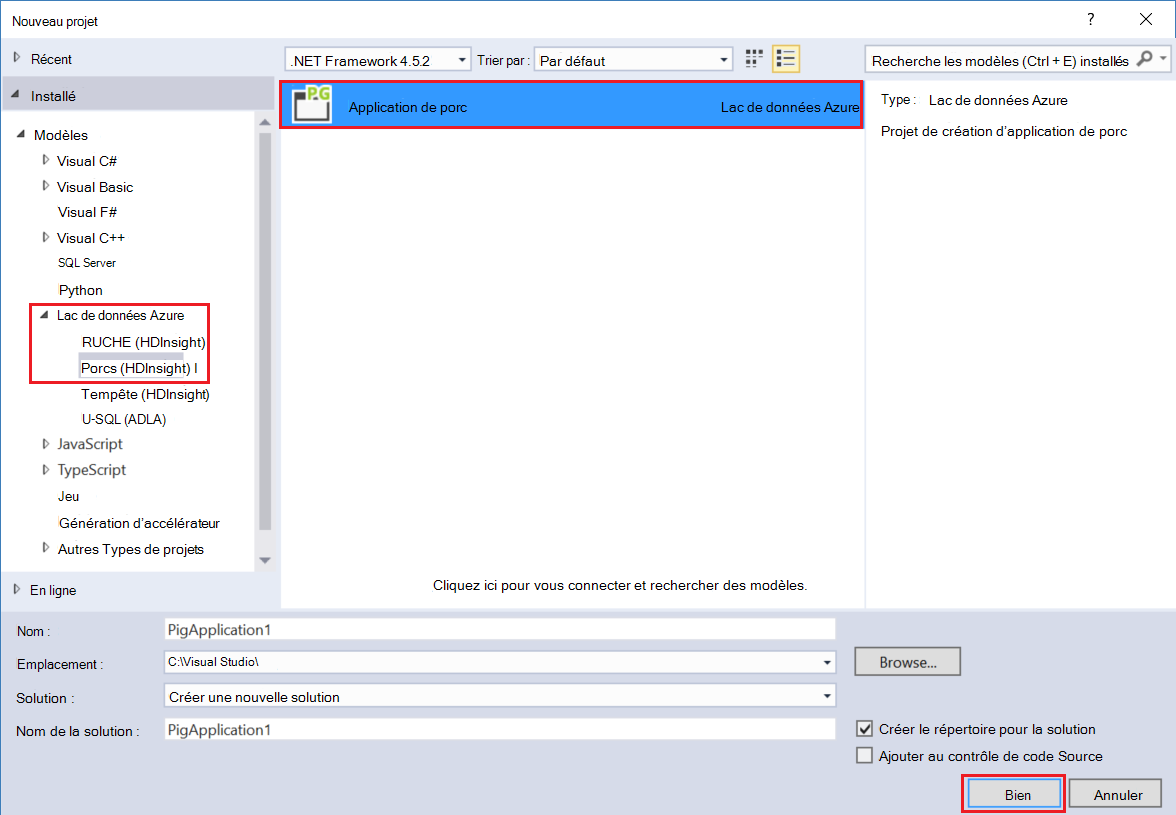 Nouveau projet
?
Récent
.NET Framework 4.5.2
Trier par :
Par défaut
Recherche les modèles (Ctrl + E) installés
Installé
Modèles
Visual C#
Visual Basic
Visual F#
Visual C++
SQL Server
Python
Lac de données Azure
RUCHE (HDInsight)
Porcs (HDInsight) I
Tempête (HDInsight)
U-SQL (ADLA)
JavaScript
TypeScript
Jeu
Génération d'accélérateur
Autres Types de projets
En ligne
PG
Application de porc
Lac de données Azure
Cliquez ici pour vous connecter et rechercher des modèles.
Type :
Lac de données Azure
Projet de création d'application de porc
Nom :
PigApplication1
Emplacement :
C:\Visual Studio\
Browse...
Solution :
Créer une nouvelle solution
Nom de la solution :
PigApplication1
Créer le répertoire pour la solution
Ajouter au contrôle de code Source
Bien
Annuler